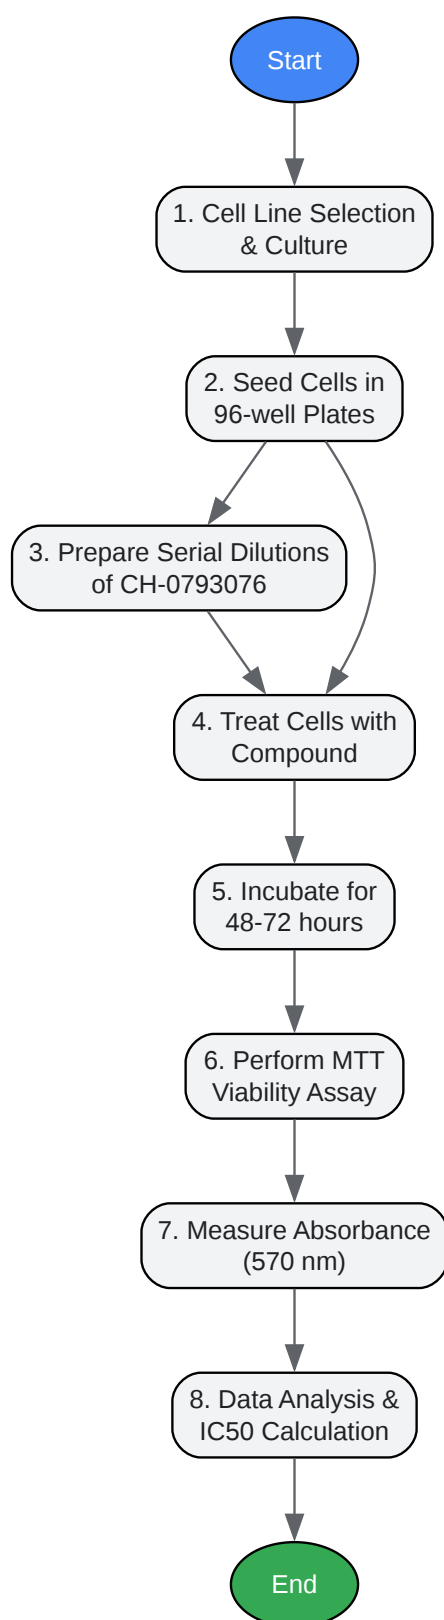 Start
1. Cell Line Selection
& Culture
2. Seed Cells in
96-well Plates
3. Prepare Serial Dilutions
of CH-0793076
4. Treat Cells with
Compound
5. Incubate for
48-72 hours
6. Perform MTT
Viability Assay
7. Measure Absorbance
(570 nm)
8. Data Analysis &
IC50 Calculation
End